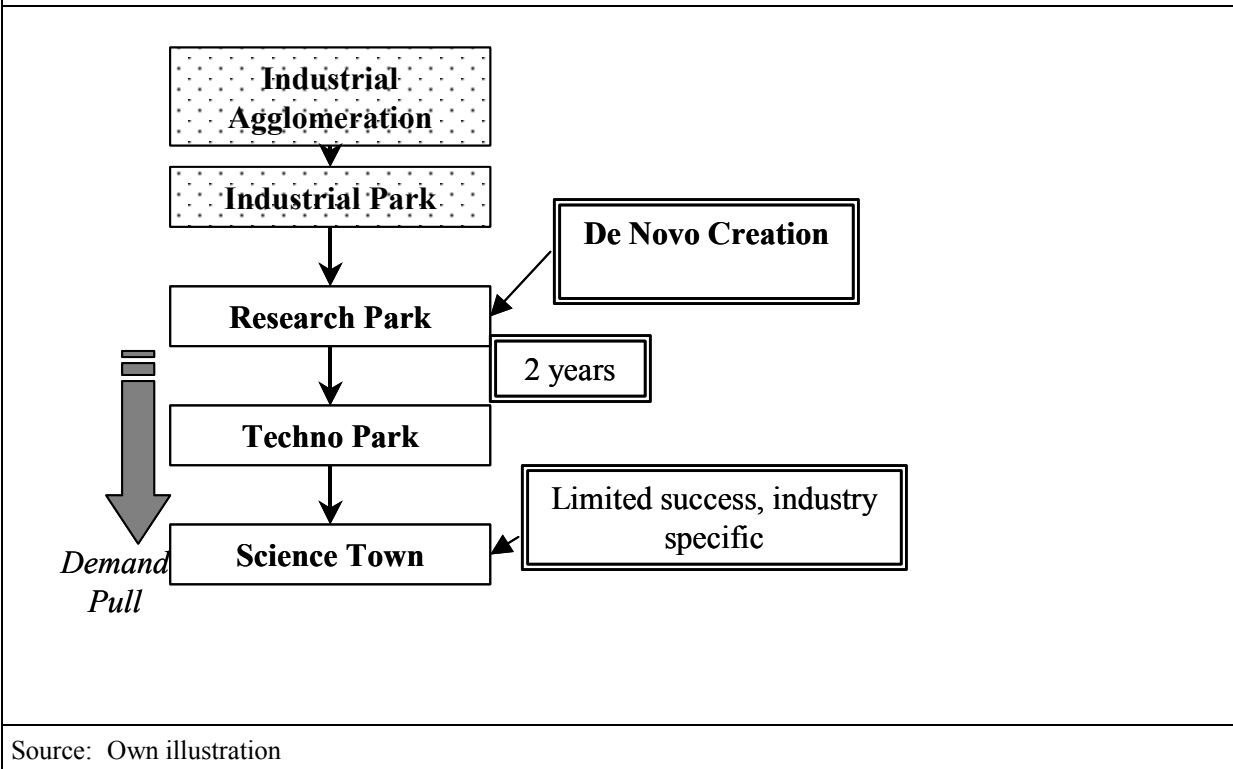 Industrial
Agglomeration
Industrial Park
De Novo Creation
Research Park
2 years
Techno Park
Limited success, industry
specific
Science Town
Demand
Pull
Source: Own illustration